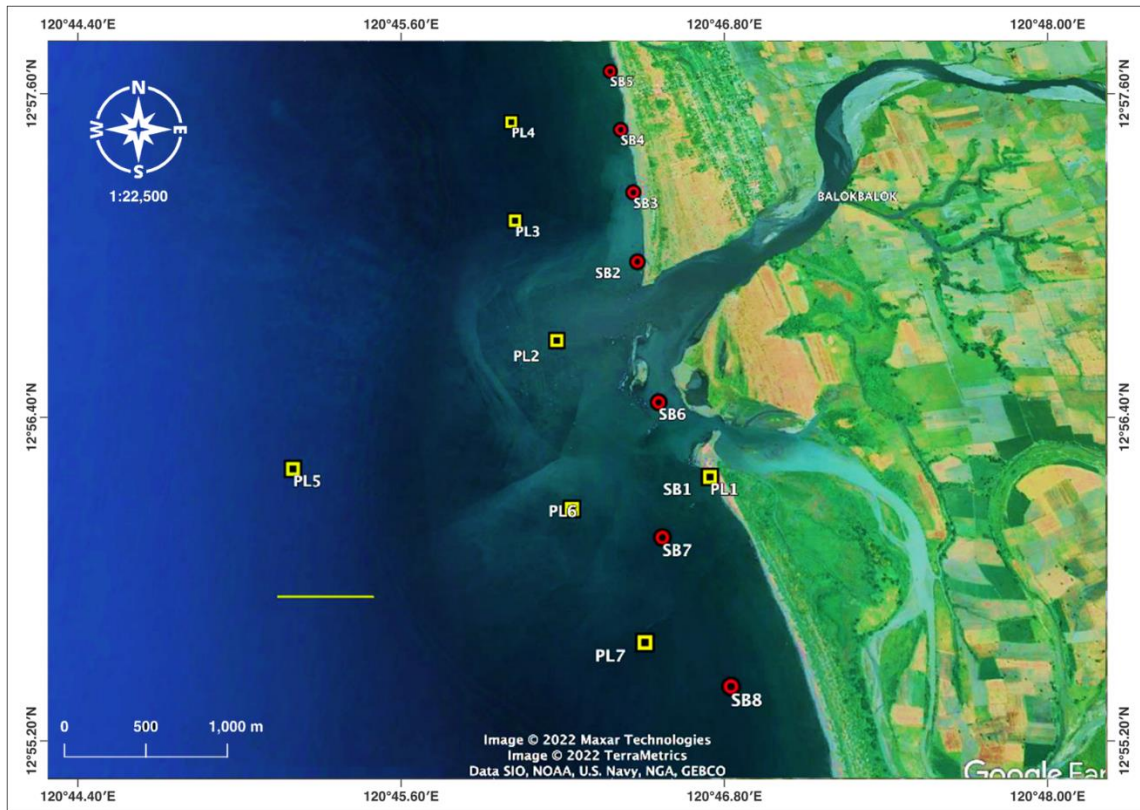 120°44.40'E
120°45.60'E
120°46.80'E
120°48.00'E
12°57.60'N
12°57.60'N
N
W
E
S
1:22,500
SB5
PL4
SB4
SB3
BALOKBALOK
PL3
SB2
PL2
12°56.40'N
12°56.40'N
SB6
PL5
SB1
PL1
PL6
SB7
PL7
SB8
12°55.20'N
12°55.20'N
0
500
1,000 m
Image © 2022 Maxar Technologies
Image © 2022 TerraMetrics
Data SIO, NOAA, U.S. Navy, NGA, GEBCO
Google Ear
120°44.40'E
120°45.60'E
120°46.80'E
120°48.00'E